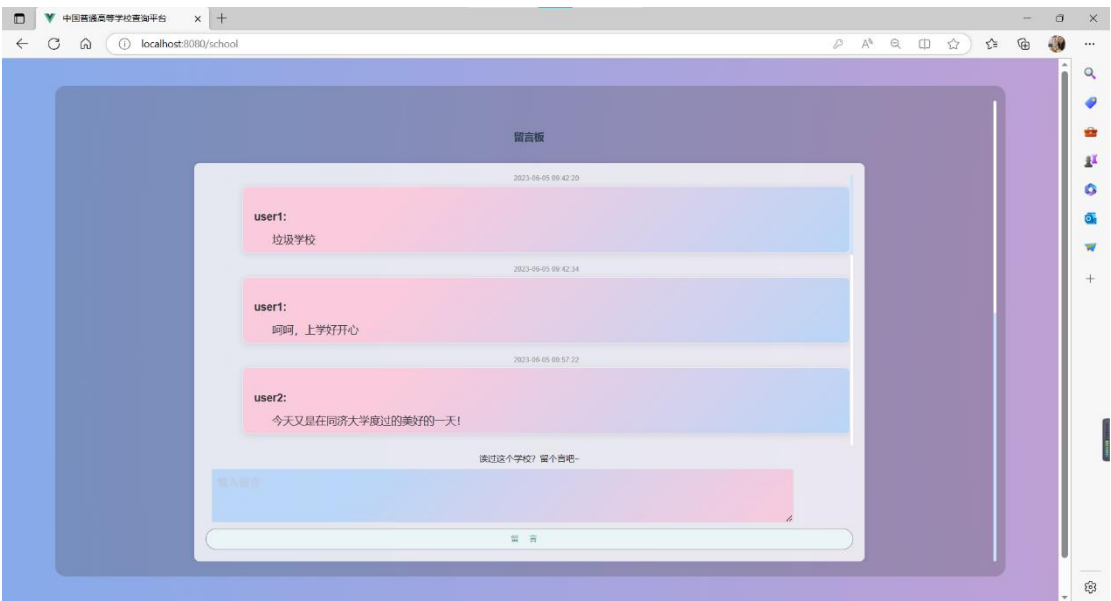 中国普通高等学校查询平台
localhost:8080/school
留言板
2023-06-05 09:42:20
user1:
垃圾学校
2023-06-05 09:42:34
user1:
呵呵，上学好开心
2023-06-05 09:57:22
user2:
今天又是在同济大学度过的美好的一天！
读过这个学校？留个言吧~
输入留言
留 言